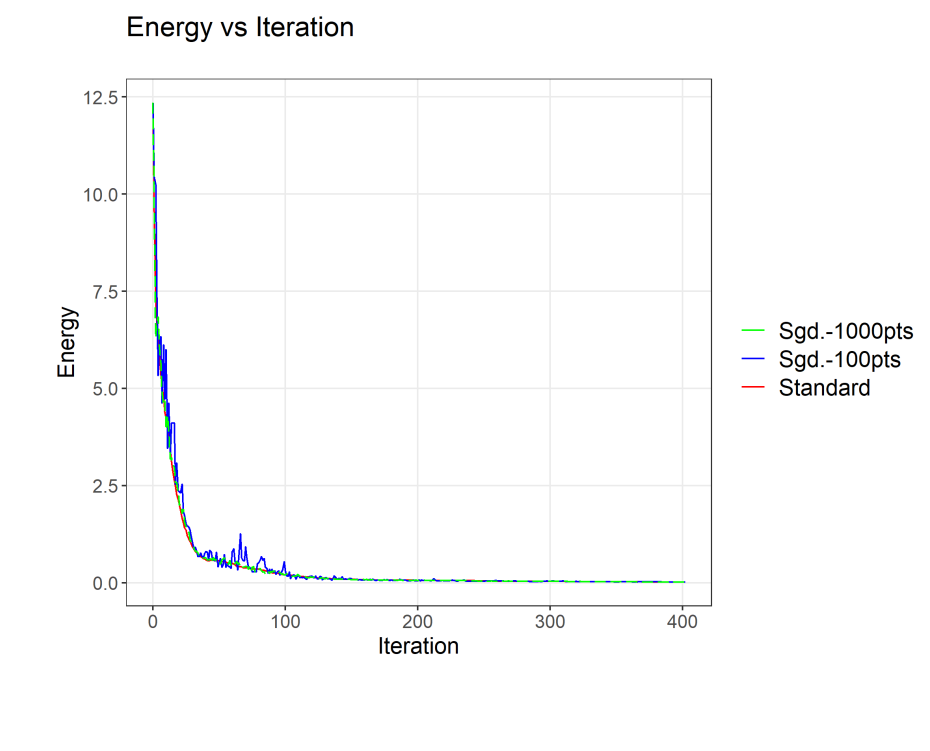 Energy vs Iteration
12.5
10.0
7.5
5.0
2.5
0.0
Energy
0 100 200 300 400
Iteration
Sgd.-1000pts
Sgd.-100pts
Standard